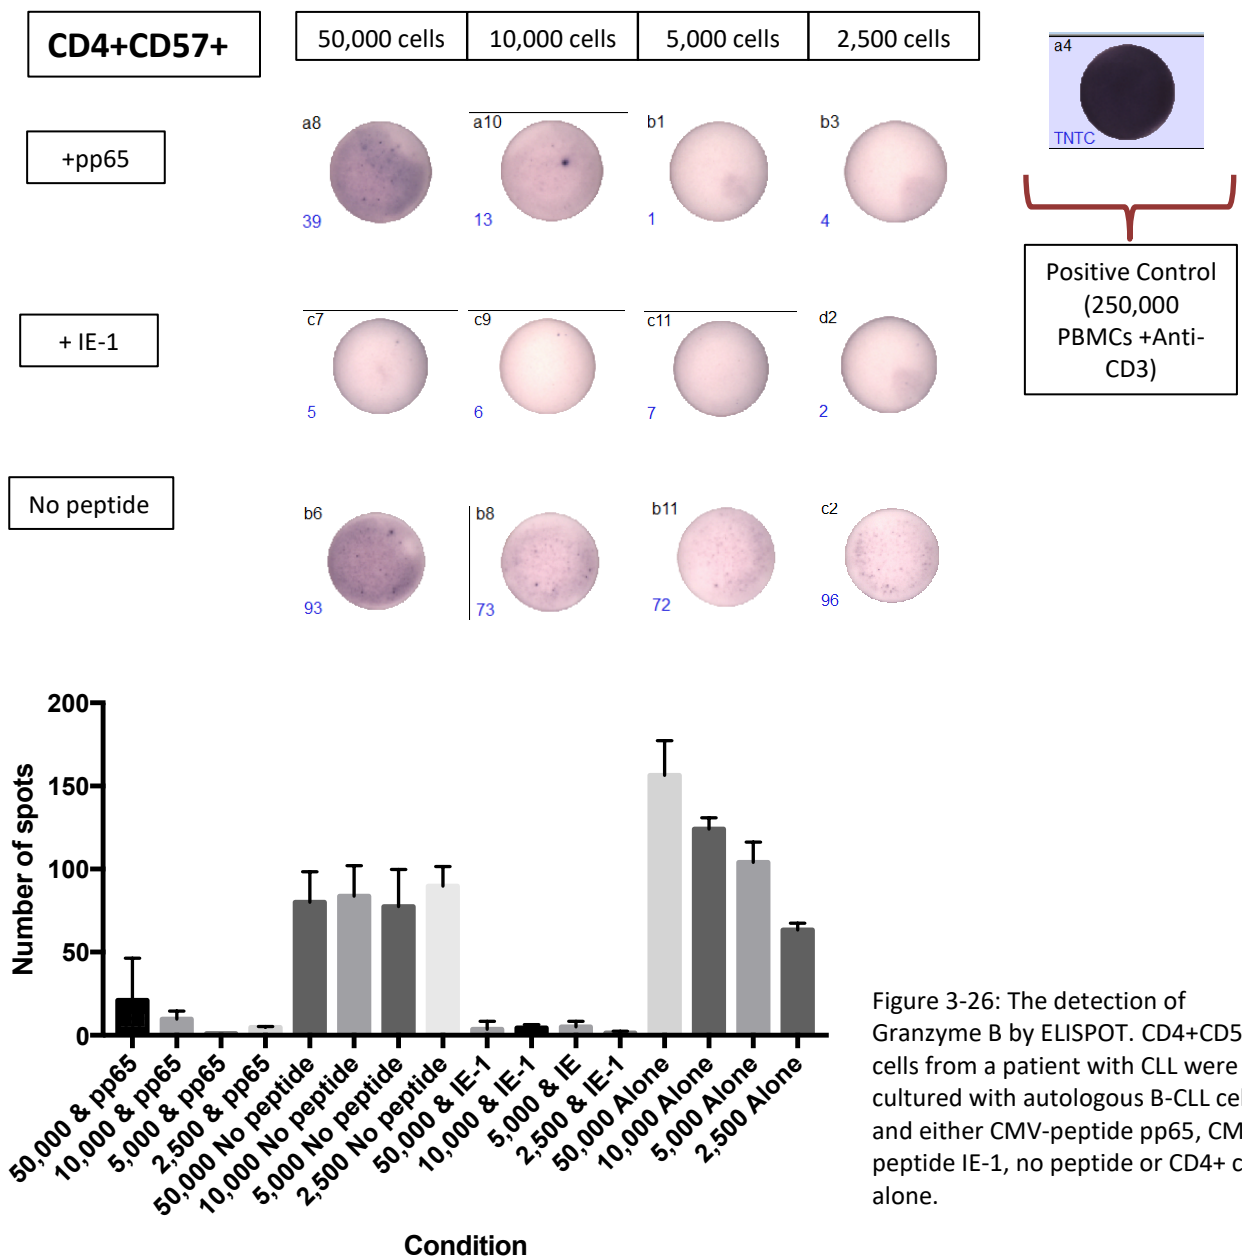 CD4+CD57+
50,000 cells
10,000 cells
5,000 cells
2,500 cells
a4
TNTC
+pp65
a8
39
a10
13
b1
1
b3
4
Positive Control
(250,000
PBMCs +Anti-
CD3)
+ IE-1
c7
5
c9
6
c11
7
d2
2
No peptide
b6
93
b8
73
b11
72
c2
96
Number of spots
200
150
100
50
0
50,000 & pp65
10,000 & pp65
5,000 & pp65
2,500 & pp65
50,000 No peptide
10,000 No peptide
5,000 No peptide
2,500 No peptide
50,000 & IE-1
10,000 & IE-1
5,000 & IE
2,500 & IE-1
50,000 Alone
10,000 Alone
5,000 Alone
2,500 Alone
Condition
Figure 3-26: The detection of
Granzyme B by ELISPOT. CD4+CD5
cells from a patient with CLL were
cultured with autologous B-CLL cel
and either CMV-peptide pp65, CM
peptide IE-1, no peptide or CD4+ c
alone.